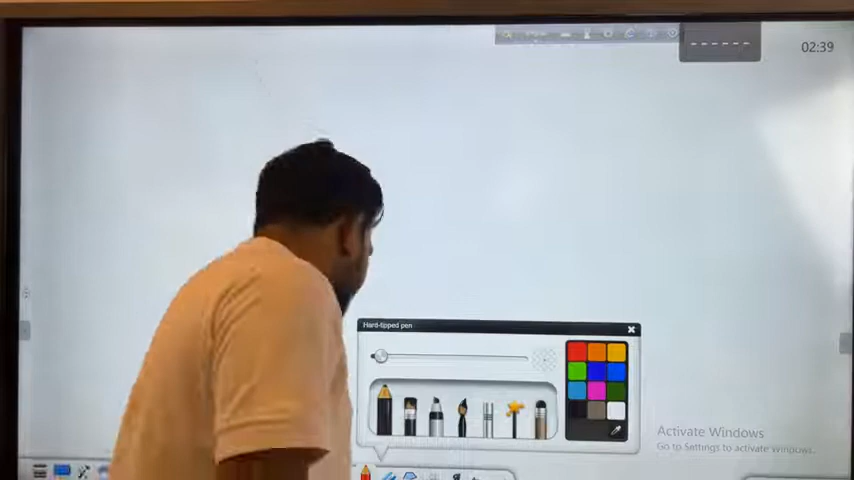 02:39
Hard-tipped pen
Activate Windows
Go to Settings to activate Windows.